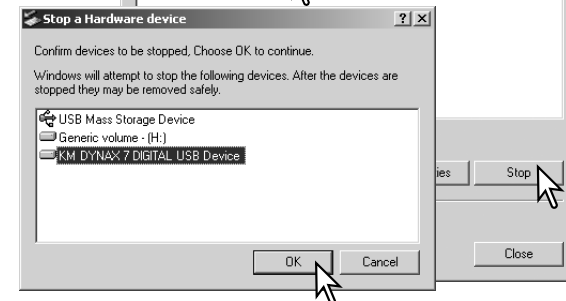 Stop a Hardware device
Confirm devices to be stopped, Choose OK to continue.
Windows will attempt to stop the following devices. After the devices are
stopped they may be removed safely.
USB Mass Storage Device
Generic volume - (H:)
KM DYNAX 7 DIGITAL USB Device
ies
Stop
OK
Cancel
Close